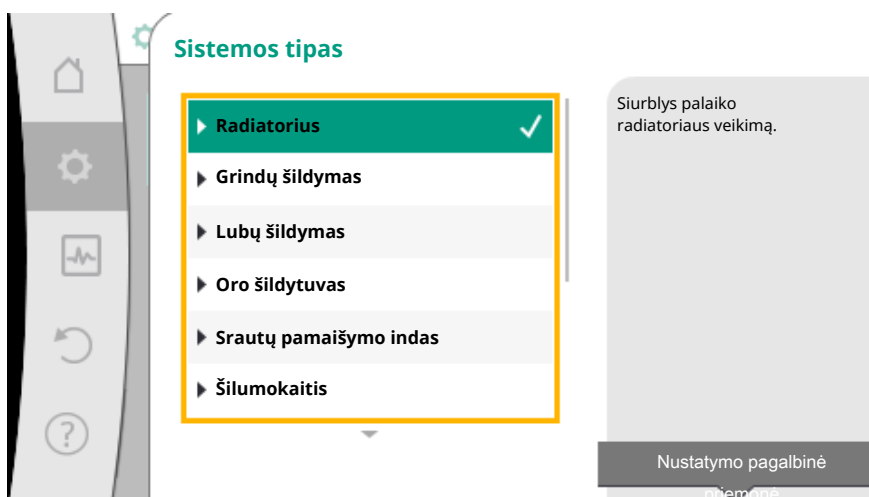 Sistemos tipas
Radiatorius
Grindų šildymas
Lubų šildymas
Oro šildytuvas
Srautų pamaišymo indas
Šilumokaitis
Siurblys palaiko
radiatoriaus veikimą.
Nustatymo pagalbinė
priemonė
?